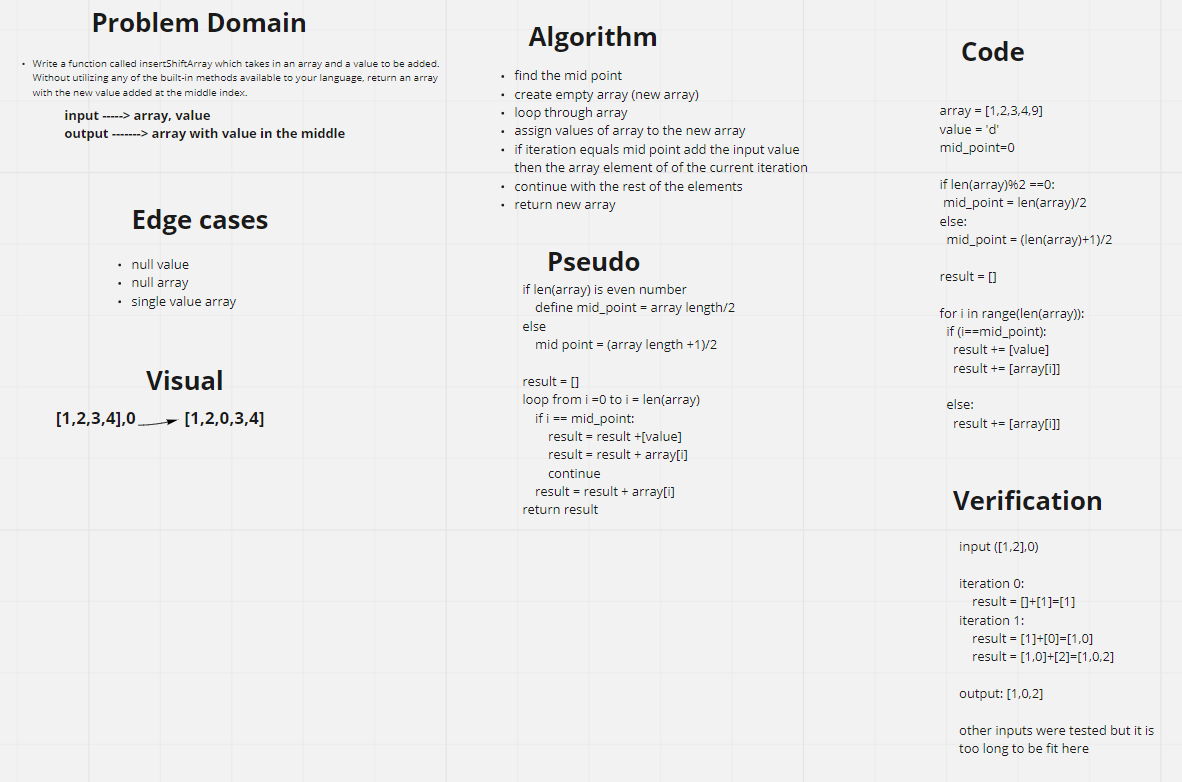 Problem Domain
• Write a function called insertShiftArray which takes in an array and a value to be added.
Without utilizing any of the built-in methods available to your language, return an array
with the new value added at the middle index.
input -----> array, value
output -------> array with value in the middle
Edge cases
• null value
• null array
• single value array
Visual
[1,2,3,4],0 [1,2,0,3,4]
Algorithm
• find the mid point
• create empty array (new array)
• loop through array
• assign values of array to the new array
• if iteration equals mid point add the input value
then the array element of of the current iteration
• continue with the rest of the elements
• return new array
Pseudo
if len(array) is even number
define mid_point = array length/2
else
mid point = (array length +1)/2
result = []
loop from i =0 to i = len(array)
if i == mid_point:
result = result +[value]
result = result + array[i]
continue
result = result + array[i]
return result
Code
array = [1,2,3,4,9]
value = 'd'
mid_point=0
if len(array)%2 ==0:
mid_point = len(array)/2
else:
mid_point = (len(array)+1)/2
result = []
for i in range(len(array)):
if (i==mid_point):
result += [value]
result += [array[i]]
else:
result += [array[i]]
Verification
input ([1,2],0)
iteration 0:
result = []+[1]=[1]
iteration 1:
result = [1]+[0]=[1,0]
result = [1,0]+[2]=[1,0,2]
output: [1,0,2]
other inputs were tested but it is
too long to be fit here